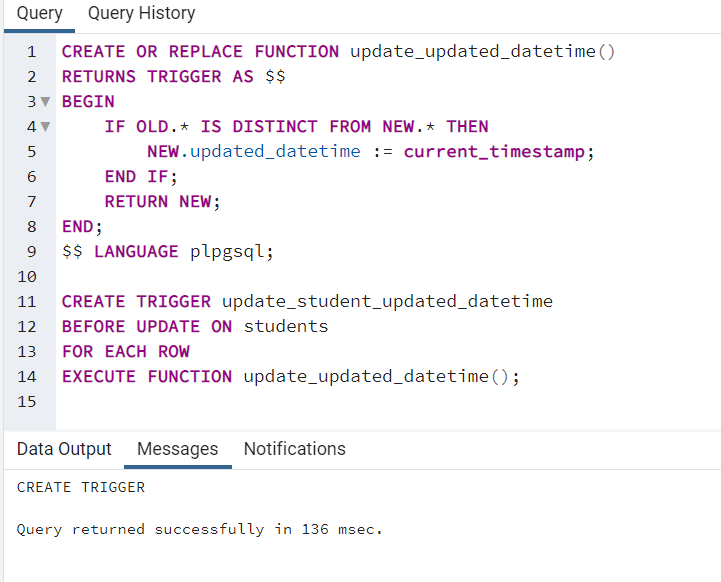 Query Query History
1 CREATE OR REPLACE FUNCTION update_updated_datetime()
2 RETURNS TRIGGER AS $$
3 BEGIN
4 IF OLD.* IS DISTINCT FROM NEW.* THEN
5 NEW.updated_datetime := current_timestamp;
6 END IF;
7 RETURN NEW;
8 END;
9 $$ LANGUAGE plpgsql;
10
11 CREATE TRIGGER update_student_updated_datetime
12 BEFORE UPDATE ON students
13 FOR EACH ROW
14 EXECUTE FUNCTION update_updated_datetime();
15
Data Output Messages Notifications
CREATE TRIGGER
Query returned successfully in 136 msec.